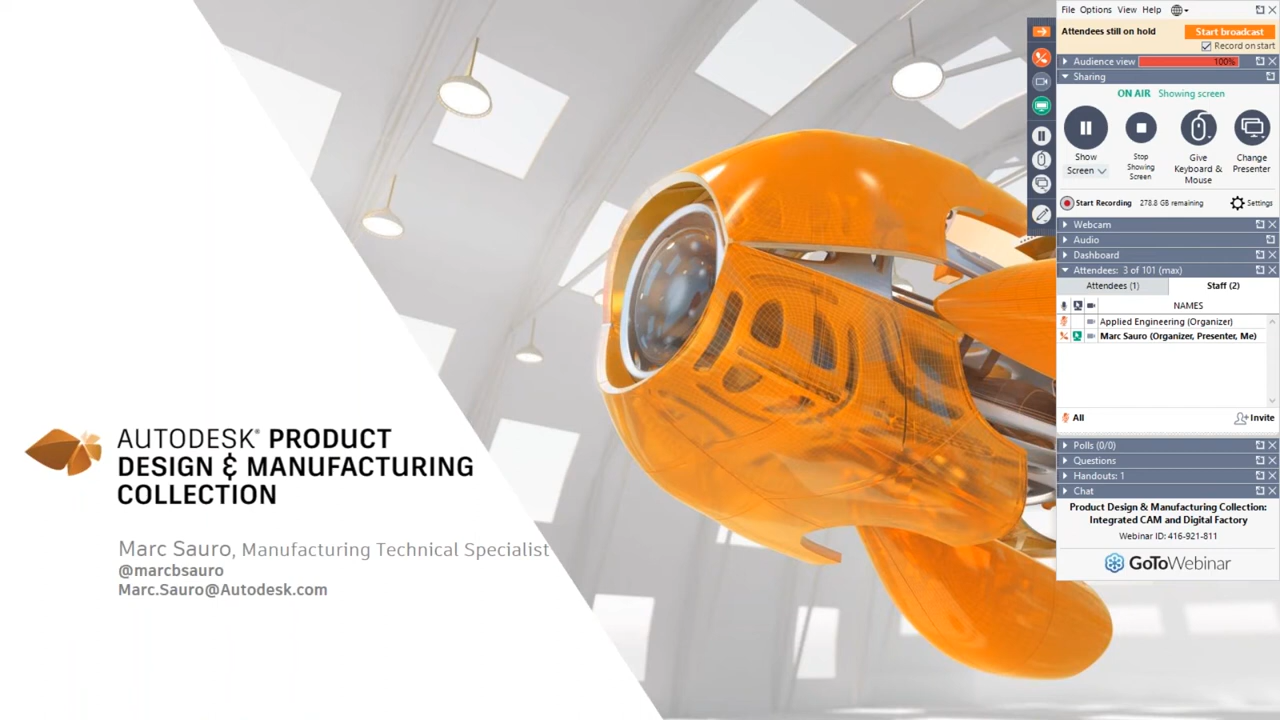 AUTODESK® PRODUCT
DESIGN & MANUFACTURING
COLLECTION
Marc Sauro, Manufacturing Technical Specialist
@marcbsauro
Marc.Sauro@Autodesk.com
File Options View Help
Attendees still on hold
Start broadcast
Record on start
Audience view
100%
Sharing
ON AIR Showing screen
Show
Screen
Stop
Showing
Screen
Give
Keyboard &
Mouse
Change
Presenter
Start Recording
278.8 GB remaining
Settings
Webcam
Audio
Dashboard
Attendees: 3 of 101 (max)
Attendees (1)
Staff (2)
NAMES
Applied Engineering (Organizer)
Marc Sauro (Organizer, Presenter, Me)
All
Invite
Polls (0/0)
Questions
Handouts: 1
Chat
Product Design & Manufacturing Collection:
Integrated CAM and Digital Factory
Webinar ID: 416-921-811
GoToWebinar